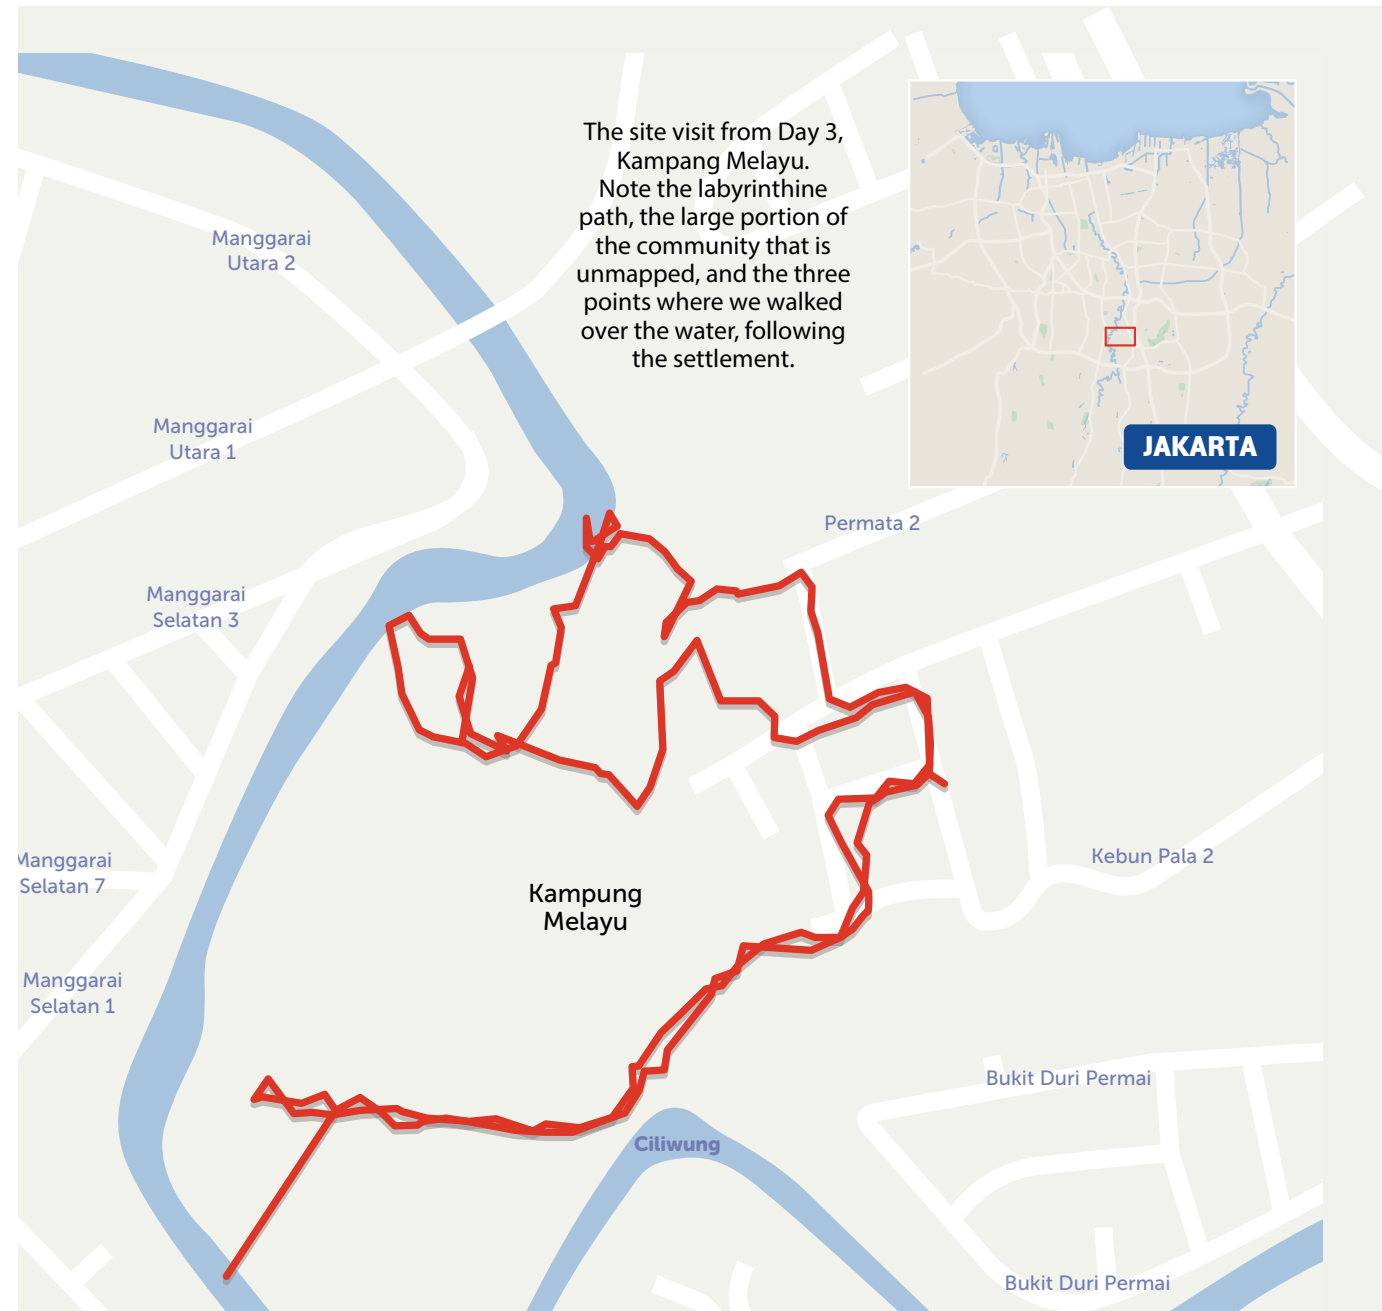 The site visit from Day 3,
Kampang Melayu.
Note the labyrinthine
path, the large portion of
the community that is
unmapped, and the three
points where we walked
over the water, following
the settlement.
JAKARTA
Manggarai
Utara 2
Manggarai
Utara 1
Permata 2
Manggarai
Selatan 3
Manggarai
Selatan 7
Kebun Pala 2
Kampung
Melayu
Manggarai
Selatan 1
Bukit Duri Permai
Ciliwung
Bukit Duri Permai